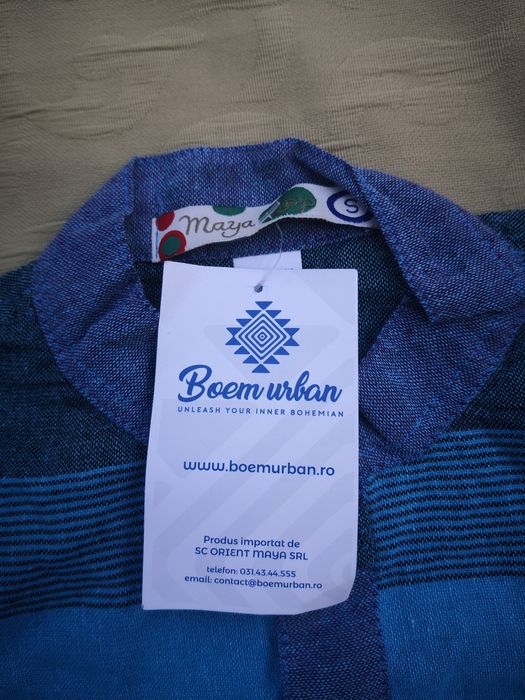 Maya
S
Boem urban
UNLEASH YOUR INNER BOHEMIAN
www.boemurban.ro
Produs importat de
SC ORIENT MAYA SRL
telefon: 031.43.44.555
email: contact@boemurban.ro